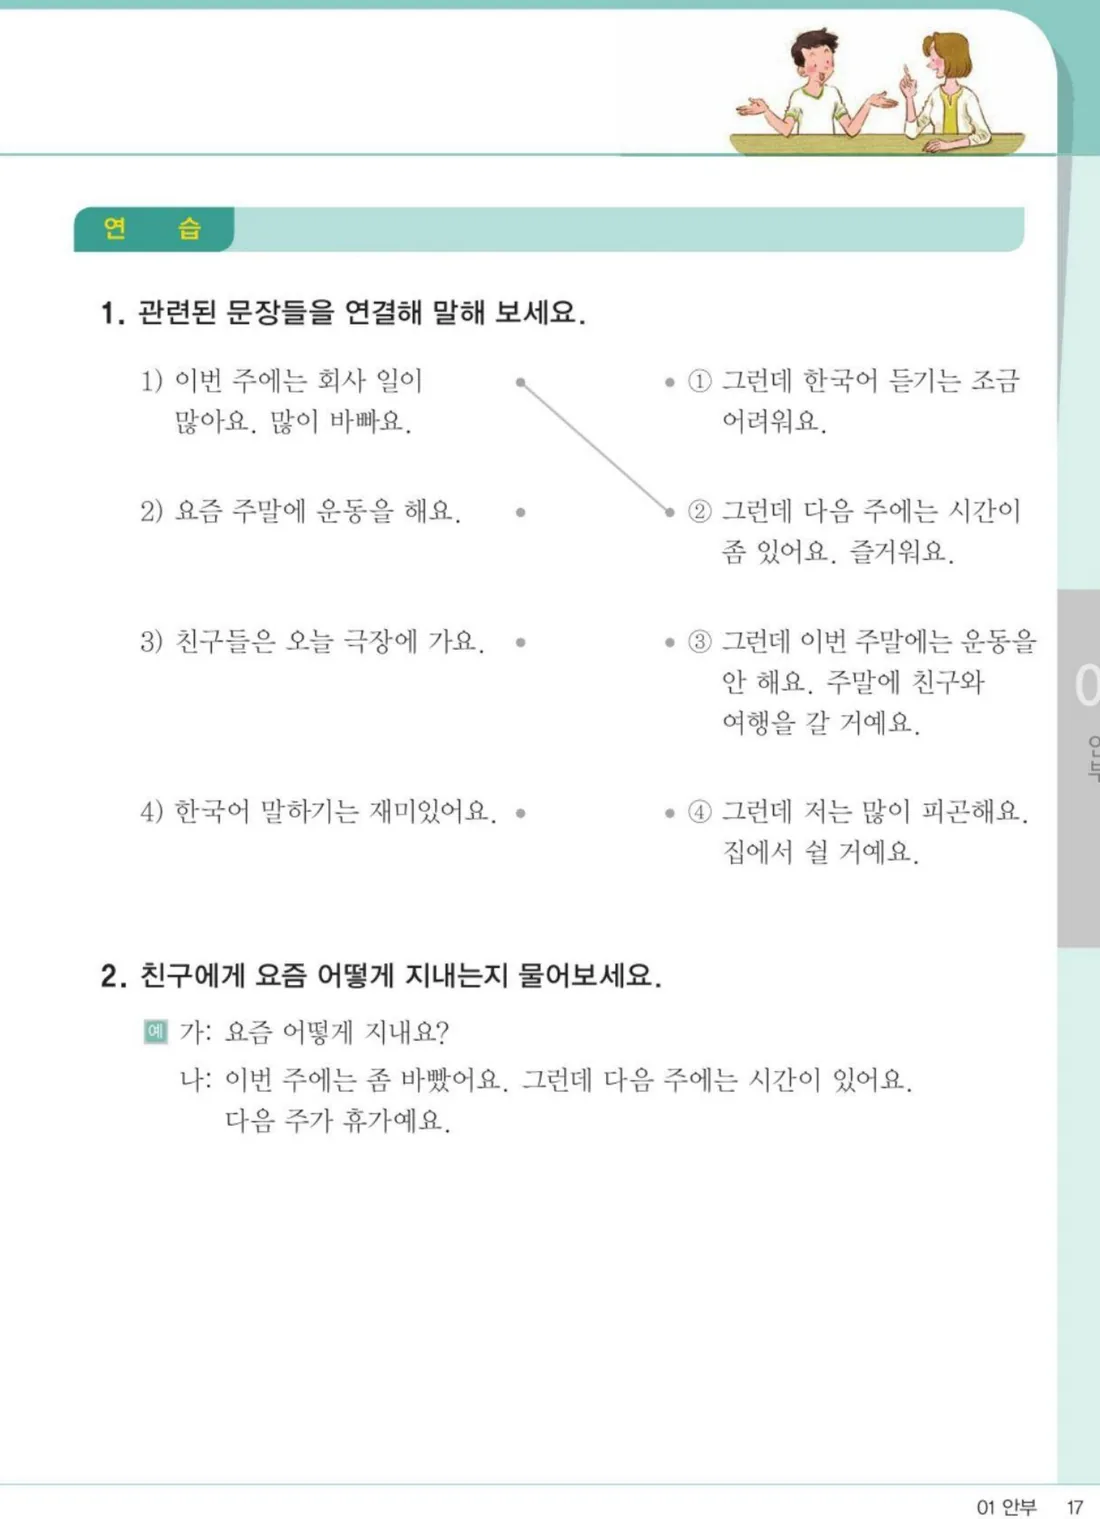 연 습
1. 관련된 문장들을 연결해 말해 보세요.
1) 이번 주에는 회사 일이
많아요. 많이 바빠요.
① 그런데 한국어 듣기는 조금
어려워요.
2) 요즘 주말에 운동을 해요.
② 그런데 다음 주에는 시간이
좀 있어요. 즐거워요.
3) 친구들은 오늘 극장에 가요.
③ 그런데 이번 주말에는 운동을
안 해요. 주말에 친구와
여행을 갈 거예요.
4) 한국어 말하기는 재미있어요.
④ 그런데 저는 많이 피곤해요.
집에서 쉴 거예요.
2. 친구에게 요즘 어떻게 지내는지 물어보세요.
예 가: 요즘 어떻게 지내요?
나: 이번 주에는 좀 바빴어요. 그런데 다음 주에는 시간이 있어요.
다음 주가 휴가예요.
01 안부 17